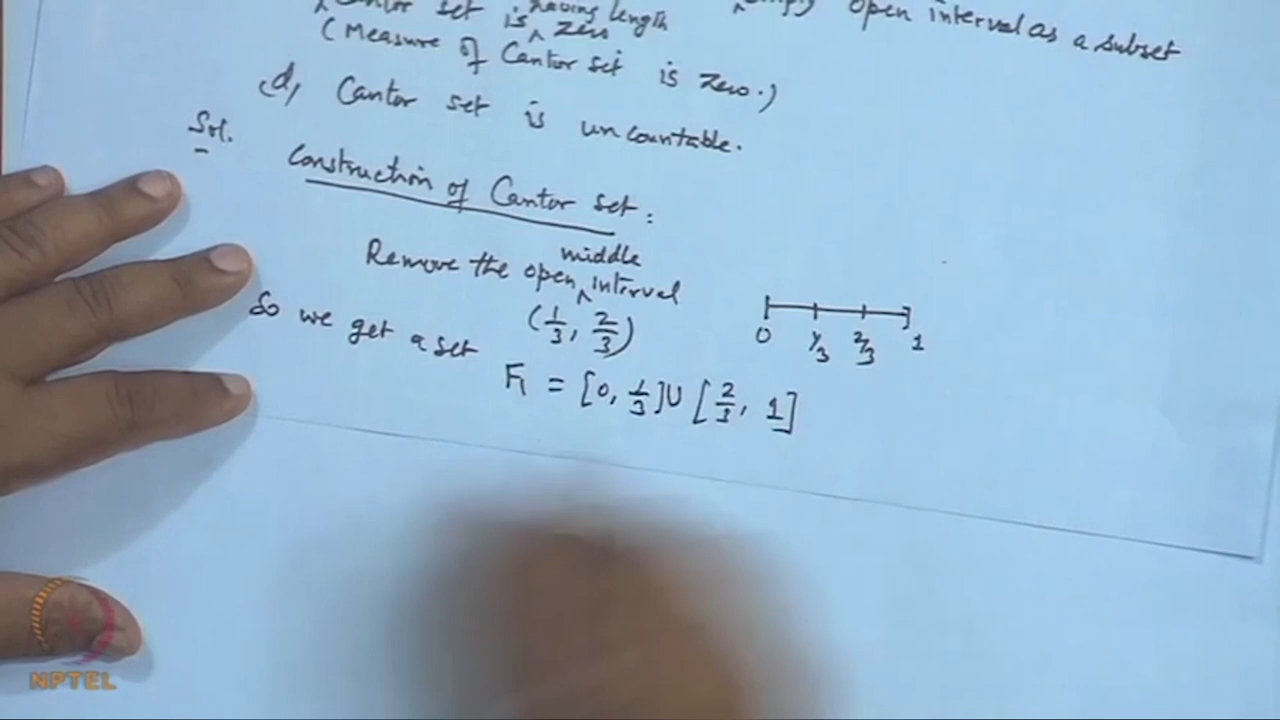 Cantor set is ^ having length zero ^ empty open interval as a subset
(Measure of Cantor set is zero.)
(d) Cantor set is uncountable.
Sol.
Construction of Cantor set:
Remove the open ^ middle interval
(1/3, 2/3)
0 1/3 2/3 1
So we get a set
F1 = [0, 1/3] U [2/3, 1]
NPTEL